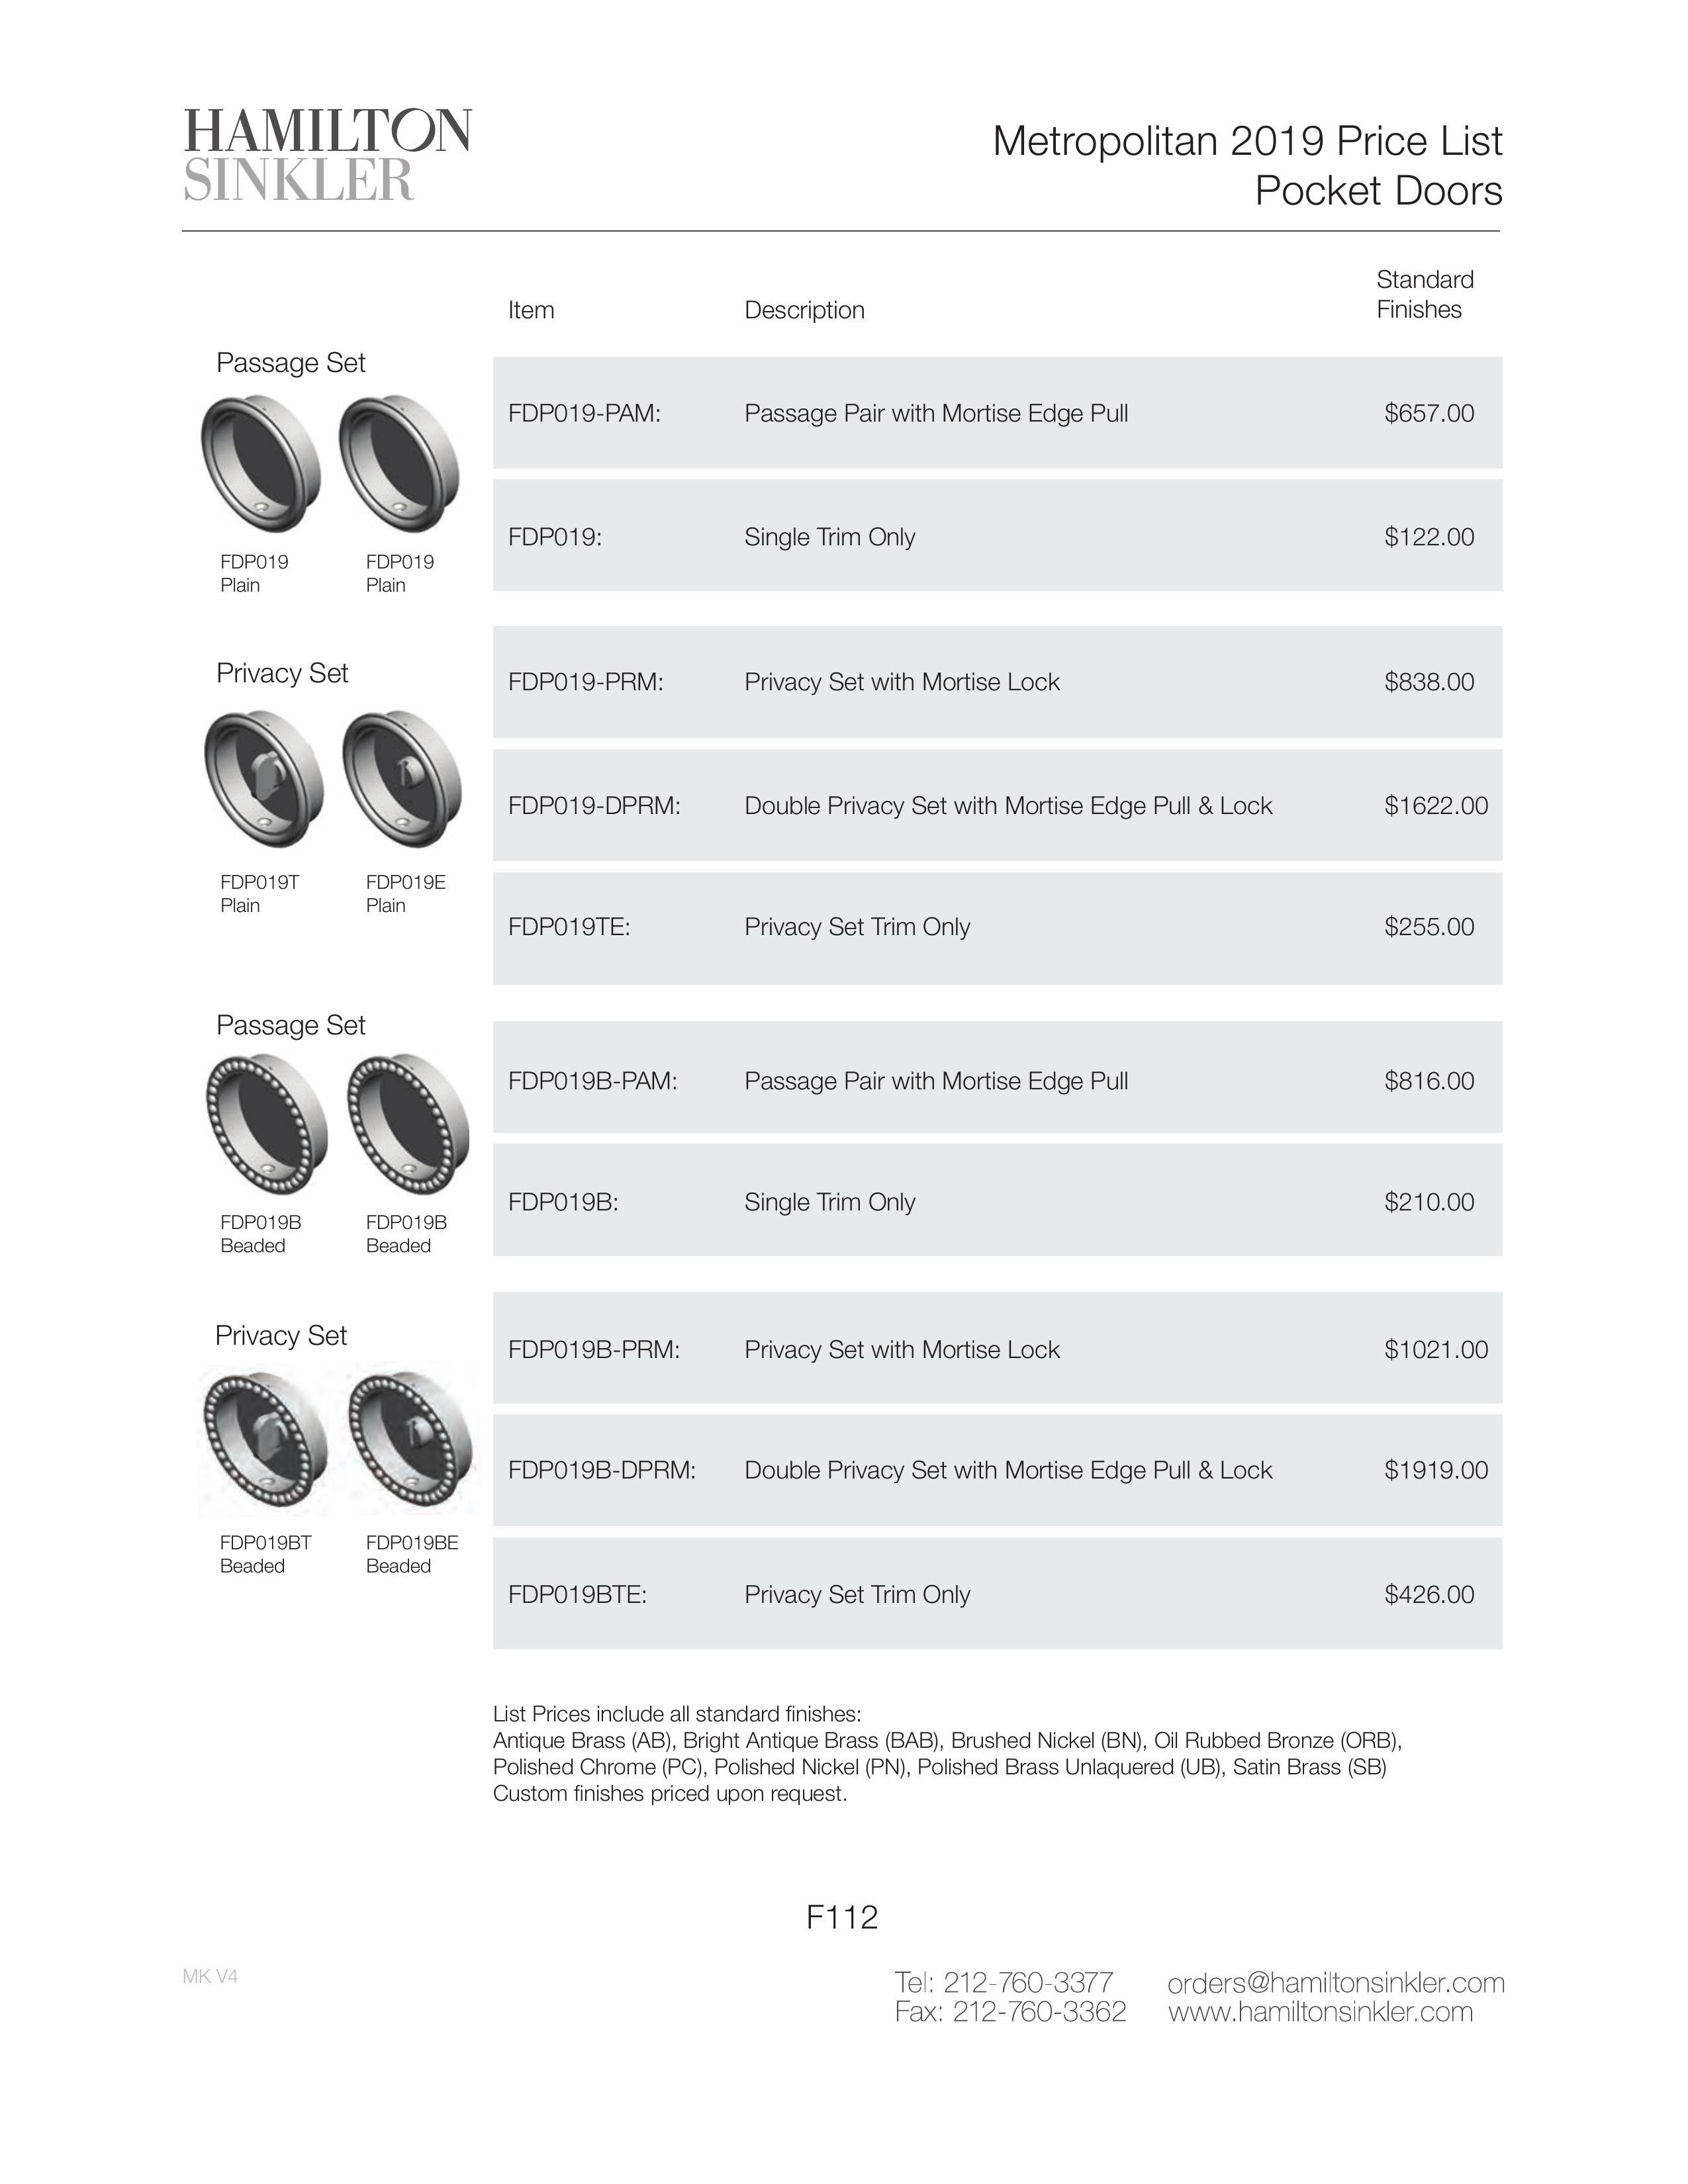 HAMILTON
SINKLER
Metropolitan 2019 Price List
Pocket Doors
Item Description Standard Finishes
Passage Set
FDP019-PAM: Passage Pair with Mortise Edge Pull $657.00
FDP019: Single Trim Only $122.00
FDP019 FDP019
Plain Plain
Privacy Set
FDP019-PRM: Privacy Set with Mortise Lock $838.00
FDP019-DPRM: Double Privacy Set with Mortise Edge Pull & Lock $1622.00
FDP019T FDP019E
Plain Plain
FDP019TE: Privacy Set Trim Only $255.00
Passage Set
FDP019B-PAM: Passage Pair with Mortise Edge Pull $816.00
FDP019B: Single Trim Only $210.00
FDP019B FDP019B
Beaded Beaded
Privacy Set
FDP019B-PRM: Privacy Set with Mortise Lock $1021.00
FDP019B-DPRM: Double Privacy Set with Mortise Edge Pull & Lock $1919.00
FDP019BT FDP019BE
Beaded Beaded
FDP019BTE: Privacy Set Trim Only $426.00
List Prices include all standard finishes:
Antique Brass (AB), Bright Antique Brass (BAB), Brushed Nickel (BN), Oil Rubbed Bronze (ORB),
Polished Chrome (PC), Polished Nickel (PN), Polished Brass Unlaquered (UB), Satin Brass (SB)
Custom finishes priced upon request.
F112
MK V4
Tel: 212-760-3377 orders@hamiltonsinkler.com
Fax: 212-760-3362 www.hamiltonsinkler.com